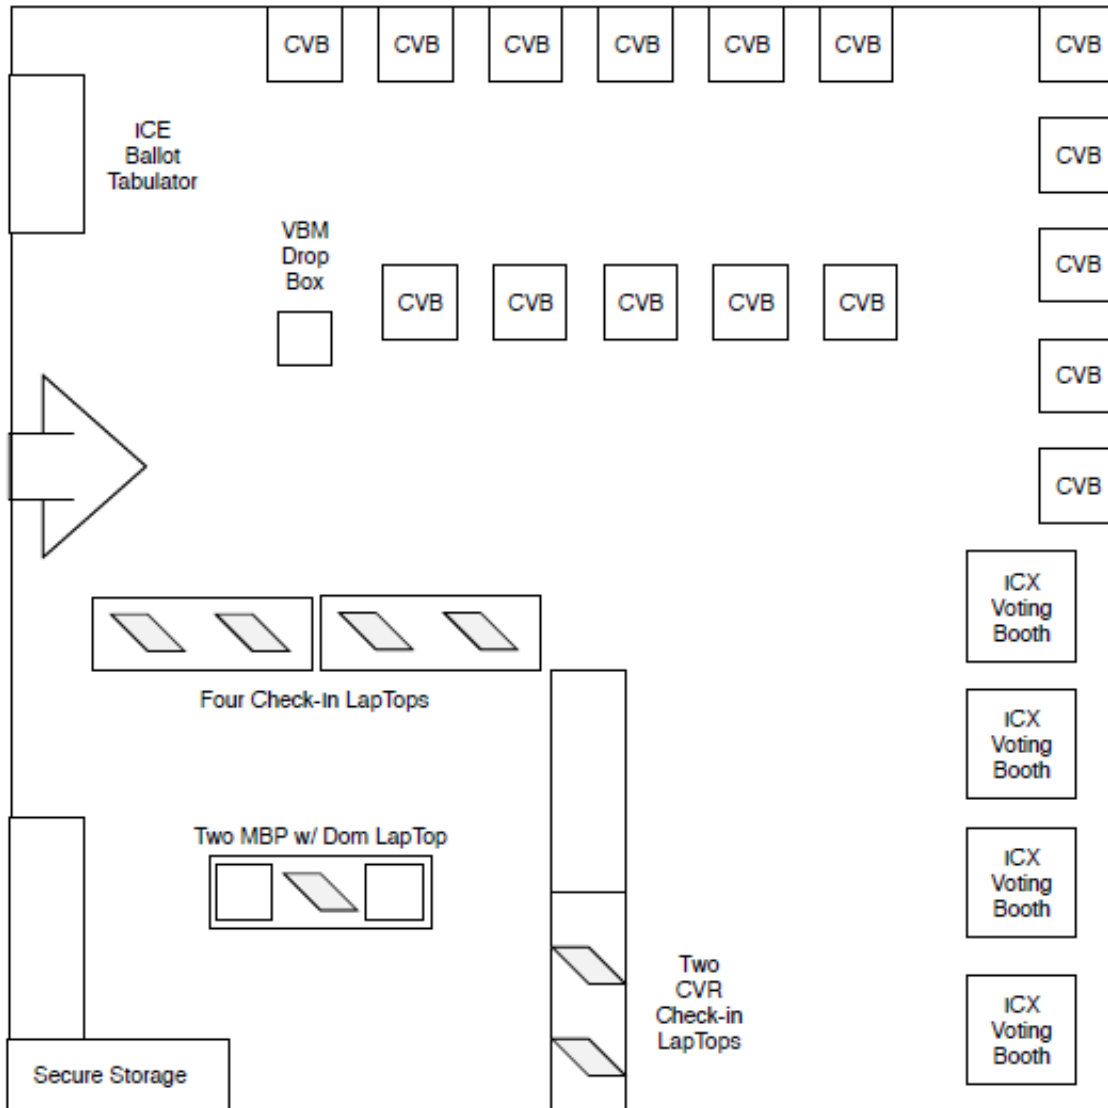 CVB CVB CVB CVB CVB CVB CVB
ICE
Ballot
Tabulator
CVB
VBM
Drop
Box
CVB
CVB CVB CVB CVB CVB
CVB
CVB
ICX
Voting
Booth
Four Check-in LapTops
ICX
Voting
Booth
Two MBP w/ Dom LapTop
ICX
Voting
Booth
Two
CVR
Check-in
LapTops
ICX
Voting
Booth
Secure Storage